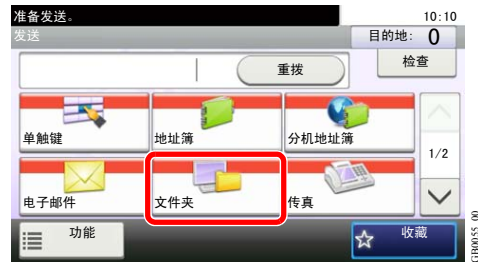 准备发送。 10:10
发送 目的地: 0
重拨 检查
单触键 地址簿 分机地址簿
1/2
电子邮件 文件夹 传真
功能 收藏
GB0055_00